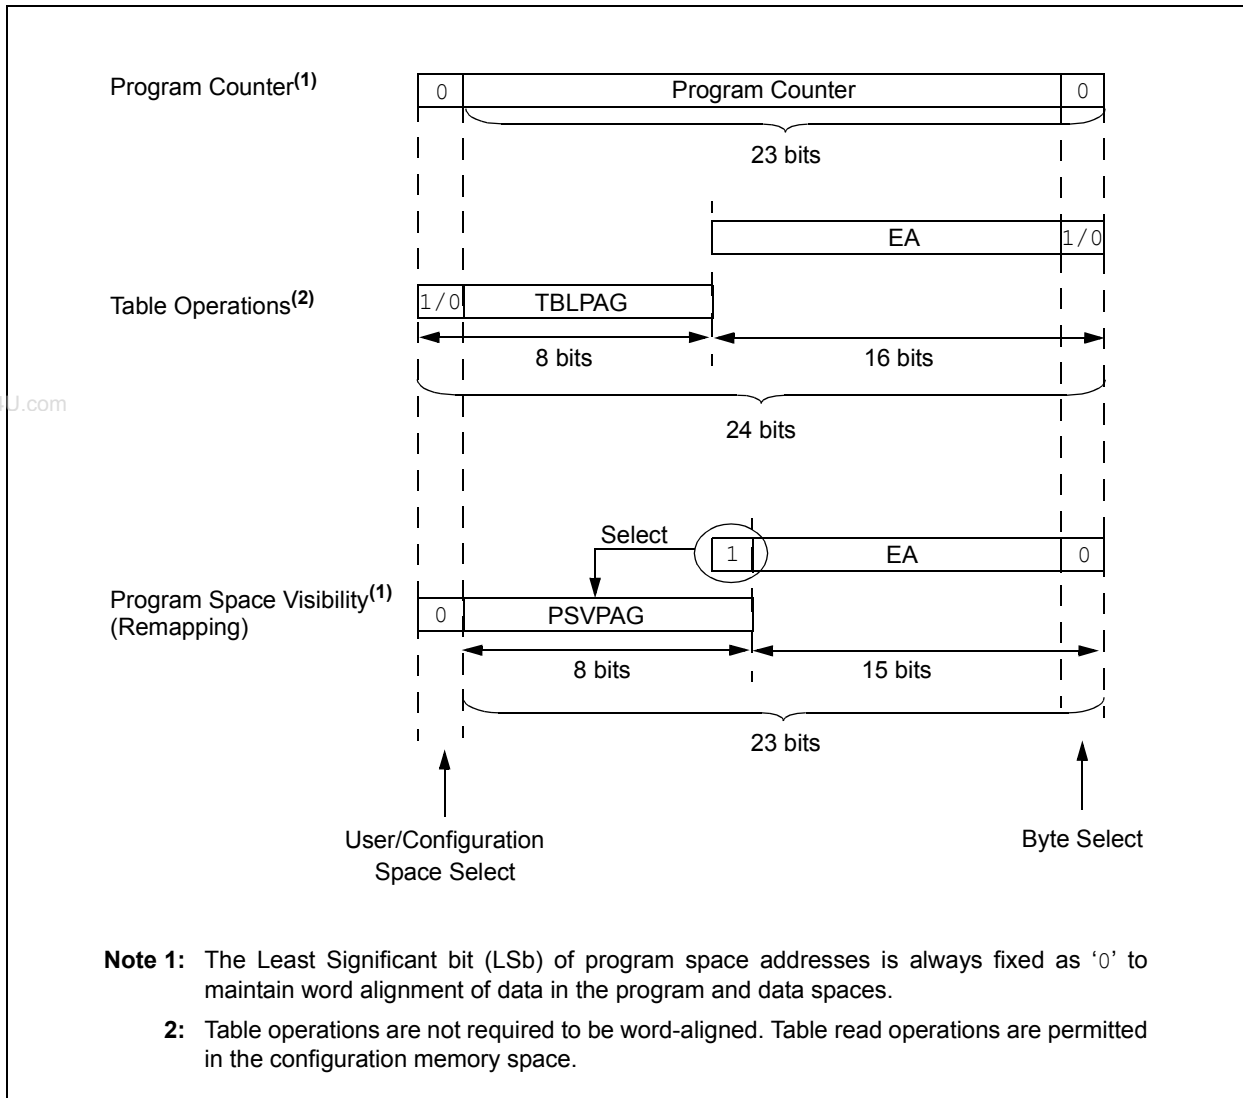 Program Counter(1)
0 Program Counter 0
23 bits
EA 1/0
Table Operations(2)
1/0 TBLPAG
8 bits 16 bits
4U.com
24 bits
Select
1 EA 0
Program Space Visibility(1)
(Remapping)
0 PSVPAG
8 bits 15 bits
23 bits
User/Configuration
Space Select
Byte Select
Note 1: The Least Significant bit (LSb) of program space addresses is always fixed as ‘0’ to
maintain word alignment of data in the program and data spaces.
2: Table operations are not required to be word-aligned. Table read operations are permitted
in the configuration memory space.